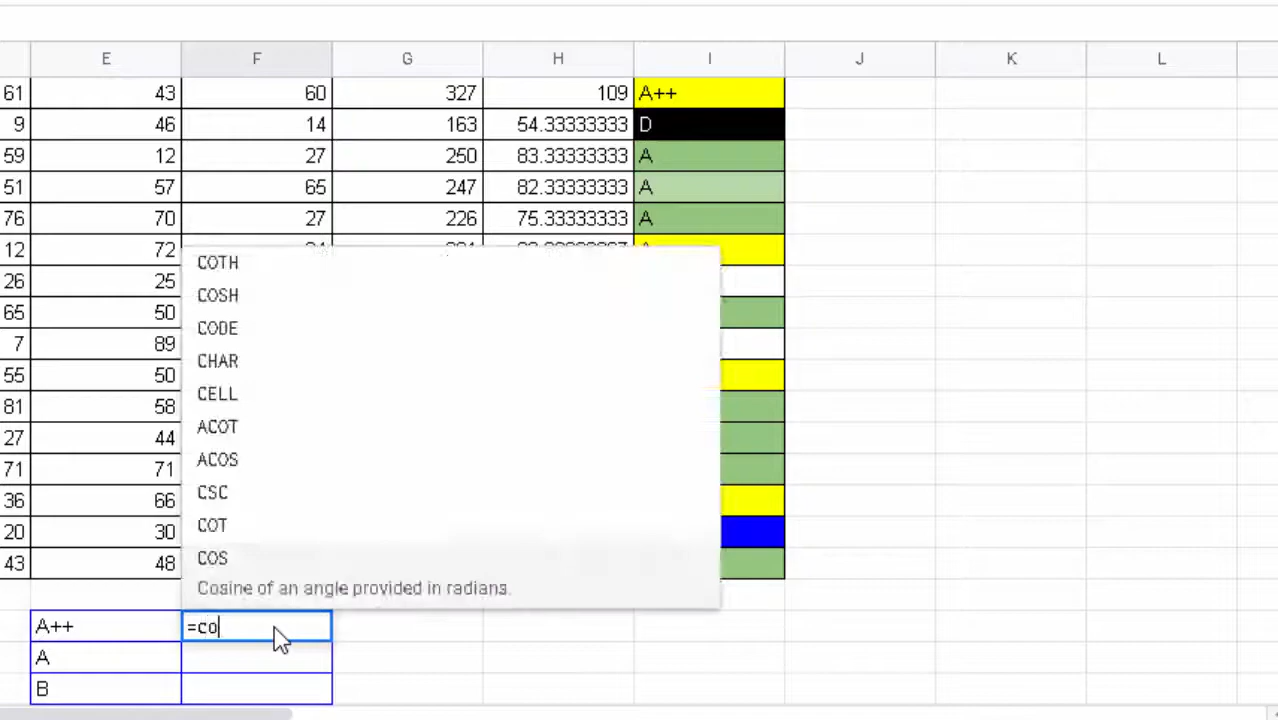 E F G H I J K L
61 43 60 327 109 A++
9 46 14 163 54.33333333 D
59 12 27 250 83.33333333 A
51 57 65 247 82.33333333 A
76 70 27 226 75.33333333 A
12 72
26 25
65 50
7 89
55 50
81 58
27 44
71 71
36 66
20 30
43 48
COTH
COSH
CODE
CHAR
CELL
ACOT
ACOS
CSC
COT
COS
Cosine of an angle provided in radians.
A++ =co
A
B